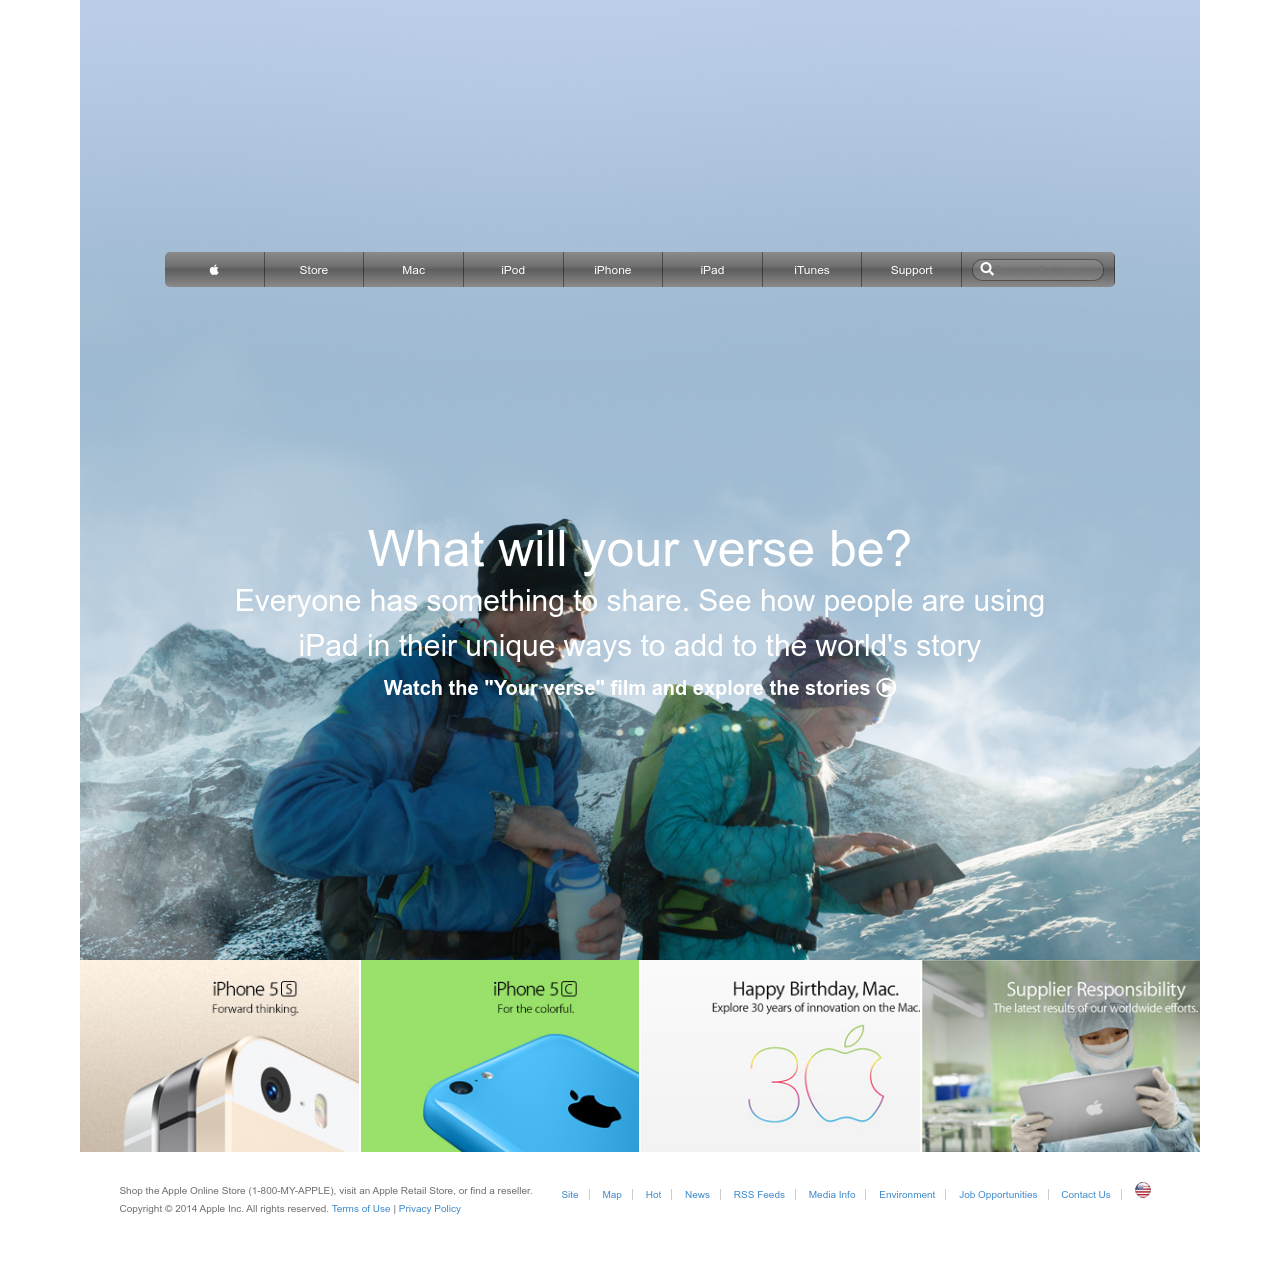 Store Mac iPod iPhone iPad iTunes Support
What will your verse be?
Everyone has something to share. See how people are using
iPad in their unique ways to add to the world's story
Watch the "Your verse" film and explore the stories
iPhone 5S
Forward thinking.
iPhone 5C
For the colorful.
Happy Birthday, Mac.
Explore 30 years of innovation on the Mac.
30
Supplier Responsibility
The latest results of our worldwide efforts.
Shop the Apple Online Store (1-800-MY-APPLE), visit an Apple Retail Store, or find a reseller.
Copyright © 2014 Apple Inc. All rights reserved. Terms of Use | Privacy Policy
Site Map Hot News RSS Feeds Media Info Environment Job Opportunities Contact Us